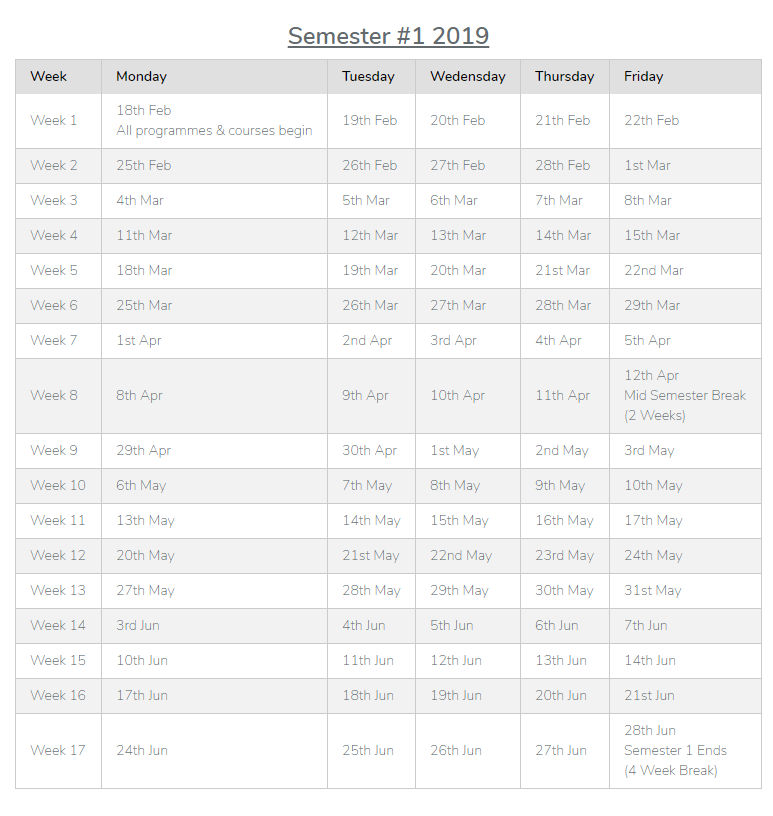 Semester #1 2019
Week Monday Tuesday Wedensday Thursday Friday
Week 1 18th Feb 19th Feb 20th Feb 21th Feb 22th Feb
All programmes & courses begin
Week 2 25th Feb 26th Feb 27th Feb 28th Feb 1st Mar
Week 3 4th Mar 5th Mar 6th Mar 7th Mar 8th Mar
Week 4 11th Mar 12th Mar 13th Mar 14th Mar 15th Mar
Week 5 18th Mar 19th Mar 20th Mar 21st Mar 22nd Mar
Week 6 25th Mar 26th Mar 27th Mar 28th Mar 29th Mar
Week 7 1st Apr 2nd Apr 3rd Apr 4th Apr 5th Apr
Week 8 8th Apr 9th Apr 10th Apr 11th Apr 12th Apr
Mid Semester Break
(2 Weeks)
Week 9 29th Apr 30th Apr 1st May 2nd May 3rd May
Week 10 6th May 7th May 8th May 9th May 10th May
Week 11 13th May 14th May 15th May 16th May 17th May
Week 12 20th May 21st May 22nd May 23rd May 24th May
Week 13 27th May 28th May 29th May 30th May 31st May
Week 14 3rd Jun 4th Jun 5th Jun 6th Jun 7th Jun
Week 15 10th Jun 11th Jun 12th Jun 13th Jun 14th Jun
Week 16 17th Jun 18th Jun 19th Jun 20th Jun 21st Jun
Week 17 24th Jun 25th Jun 26th Jun 27th Jun 28th Jun
Semester 1 Ends
(4 Week Break)